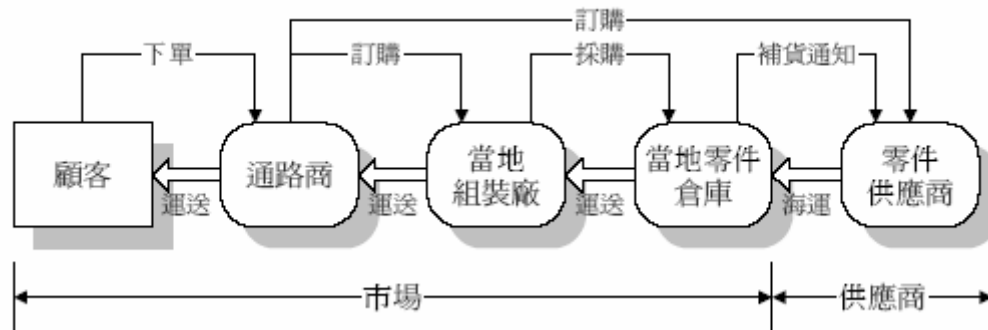 訂購
下單
訂購
採購
補貨通知
顧客
通路商
當地
組裝廠
當地零件
倉庫
零件
供應商
運送
運送
運送
海運
市場
供應商